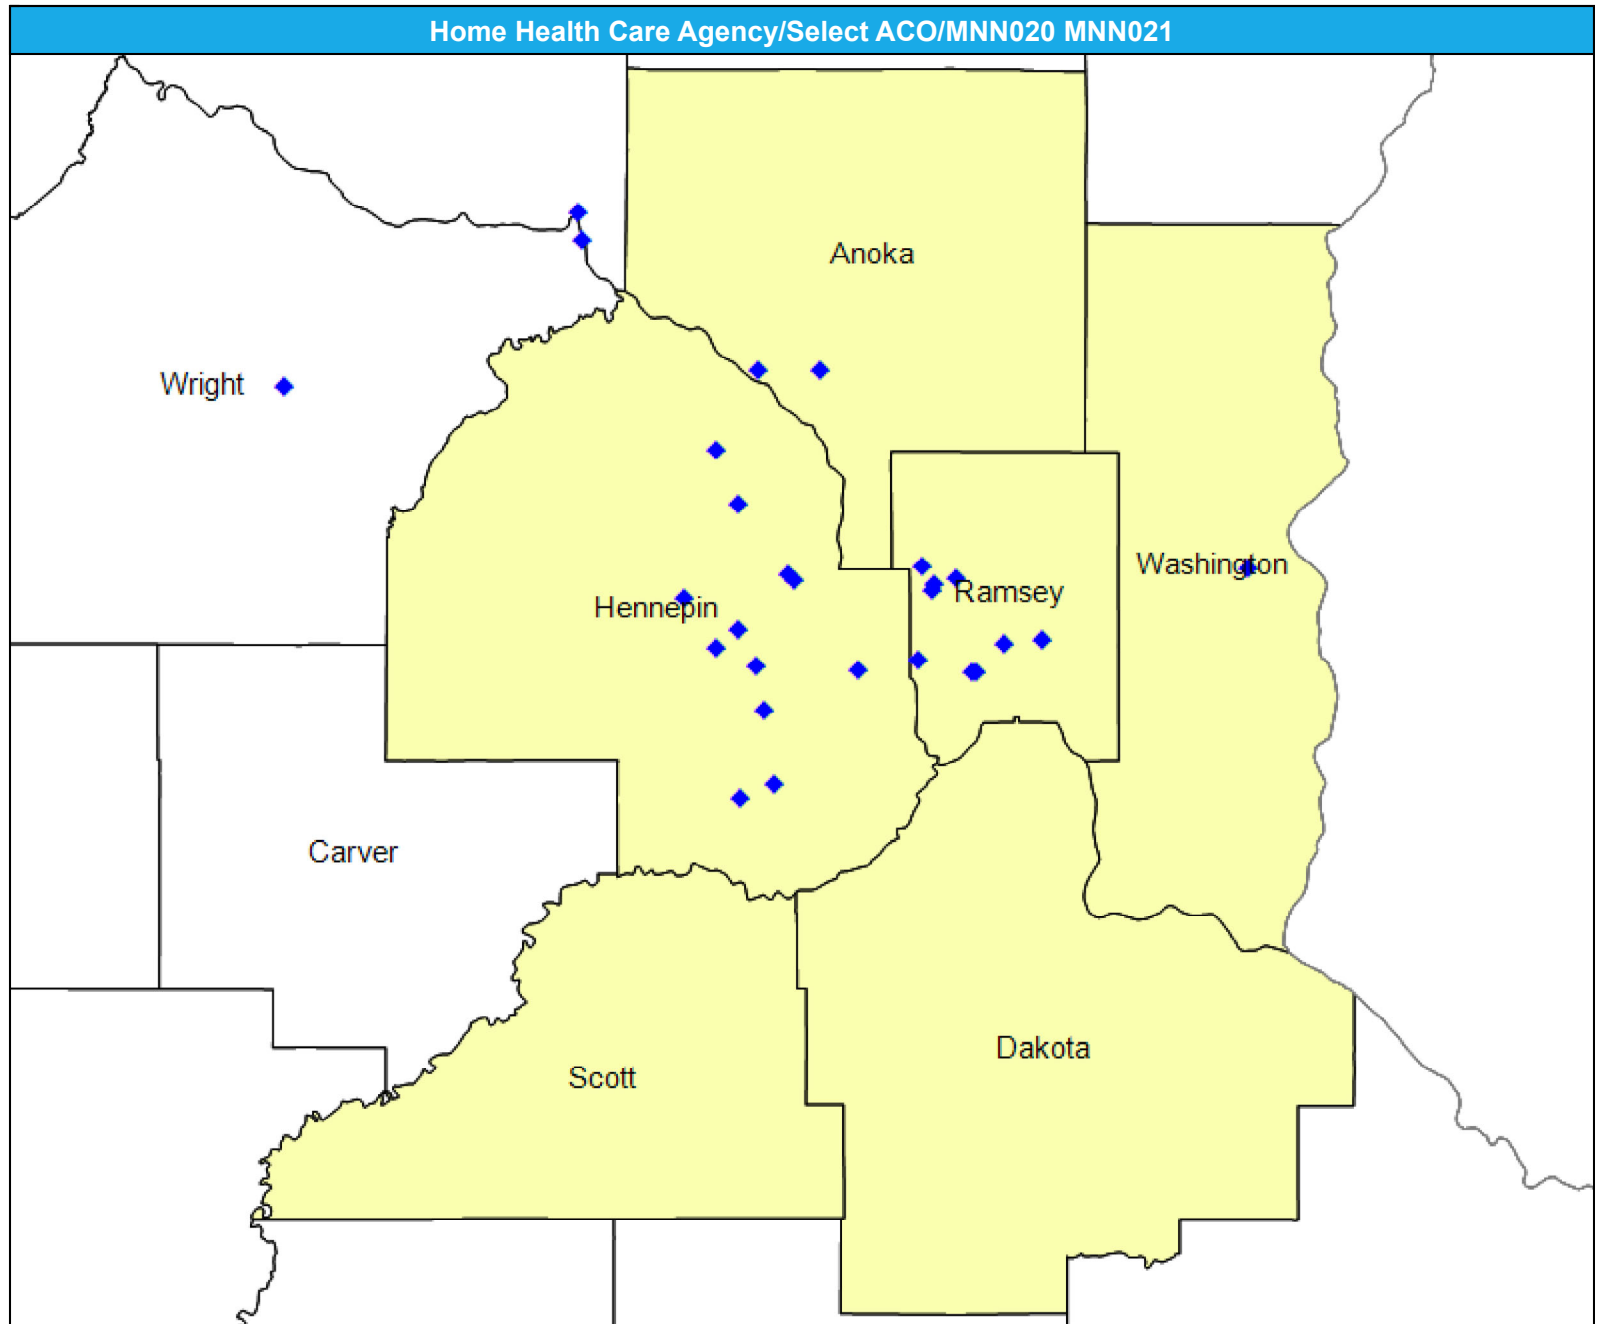 Home Health Care Agency/Select ACO/MNN020 MNN021
Anoka
Wright
Washington
Ramsey
Hennepin
Carver
Dakota
Scott